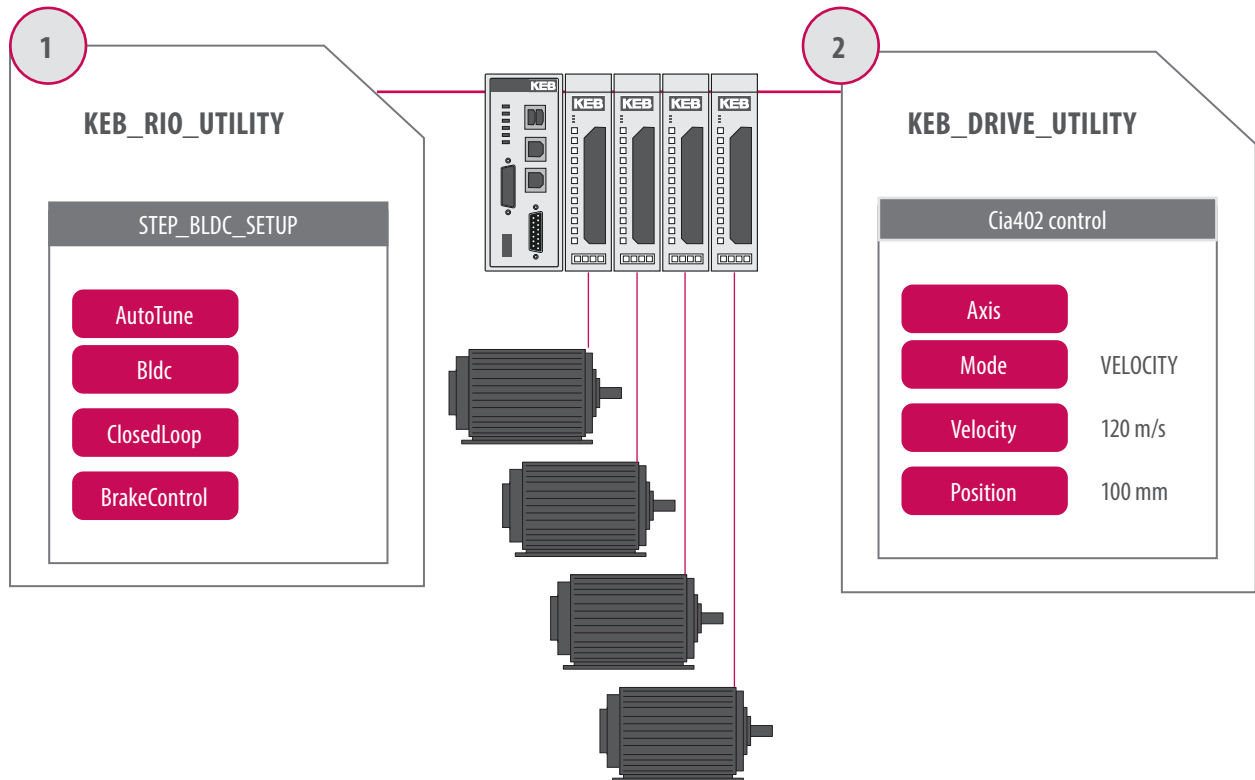 1
KEB_RIO_UTILITY
STEP_BLDC_SETUP
AutoTune
Bldc
ClosedLoop
BrakeControl
KEB
KEB
KEB
KEB
KEB
2
KEB_DRIVE_UTILITY
Cia402 control
Axis
Mode VELOCITY
Velocity 120 m/s
Position 100 mm